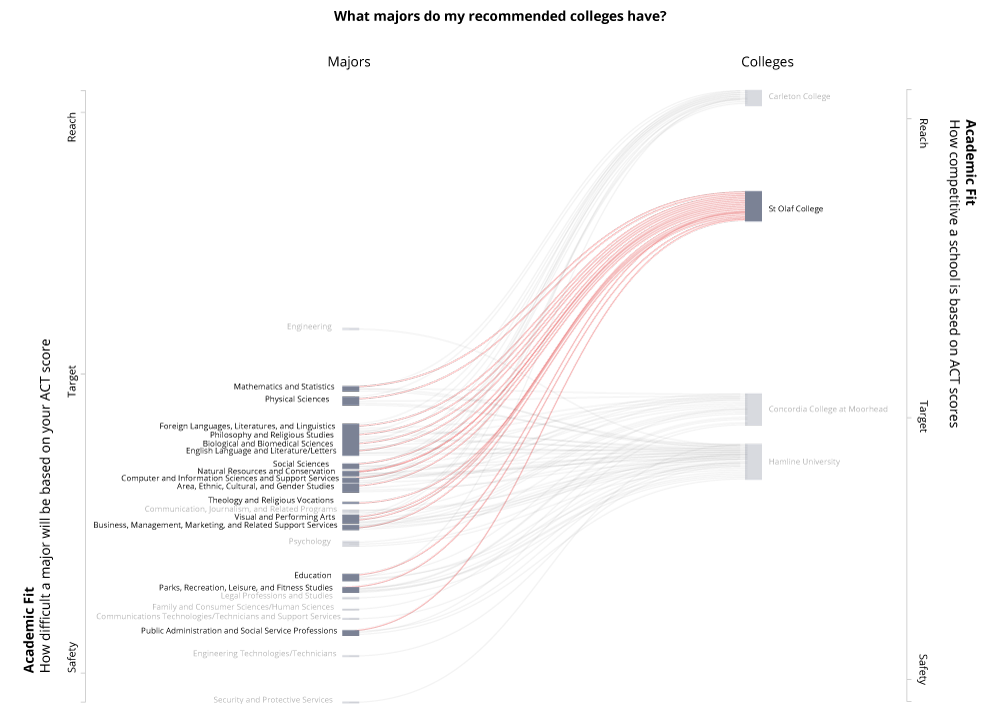 What majors do my recommended colleges have?
Majors
Colleges
Reach
Target
Safety
Academic Fit
How difficult a major will be based on your ACT score
Engineering
Mathematics and Statistics
Physical Sciences
Foreign Languages, Literatures, and Linguistics
Philosophy and Religious Studies
Biological and Biomedical Sciences
English Language and Literature/Letters
Social Sciences
Natural Resources and Conservation
Computer and Information Sciences and Support Services
Area, Ethnic, Cultural, and Gender Studies
Theology and Religious Vocations
Communication, Journalism, and Related Programs
Visual and Performing Arts
Business, Management, Marketing, and Related Support Services
Psychology
Education
Parks, Recreation, Leisure, and Fitness Studies
Legal Professions and Studies
Family and Consumer Sciences/Human Sciences
Communications Technologies/Technicians and Support Services
Public Administration and Social Service Professions
Engineering Technologies/Technicians
Security and Protective Services
Carleton College
St Olaf College
Concordia College at Moorhead
Hamline University
Reach
Target
Safety
Academic Fit
How competitive a school is based on ACT scores